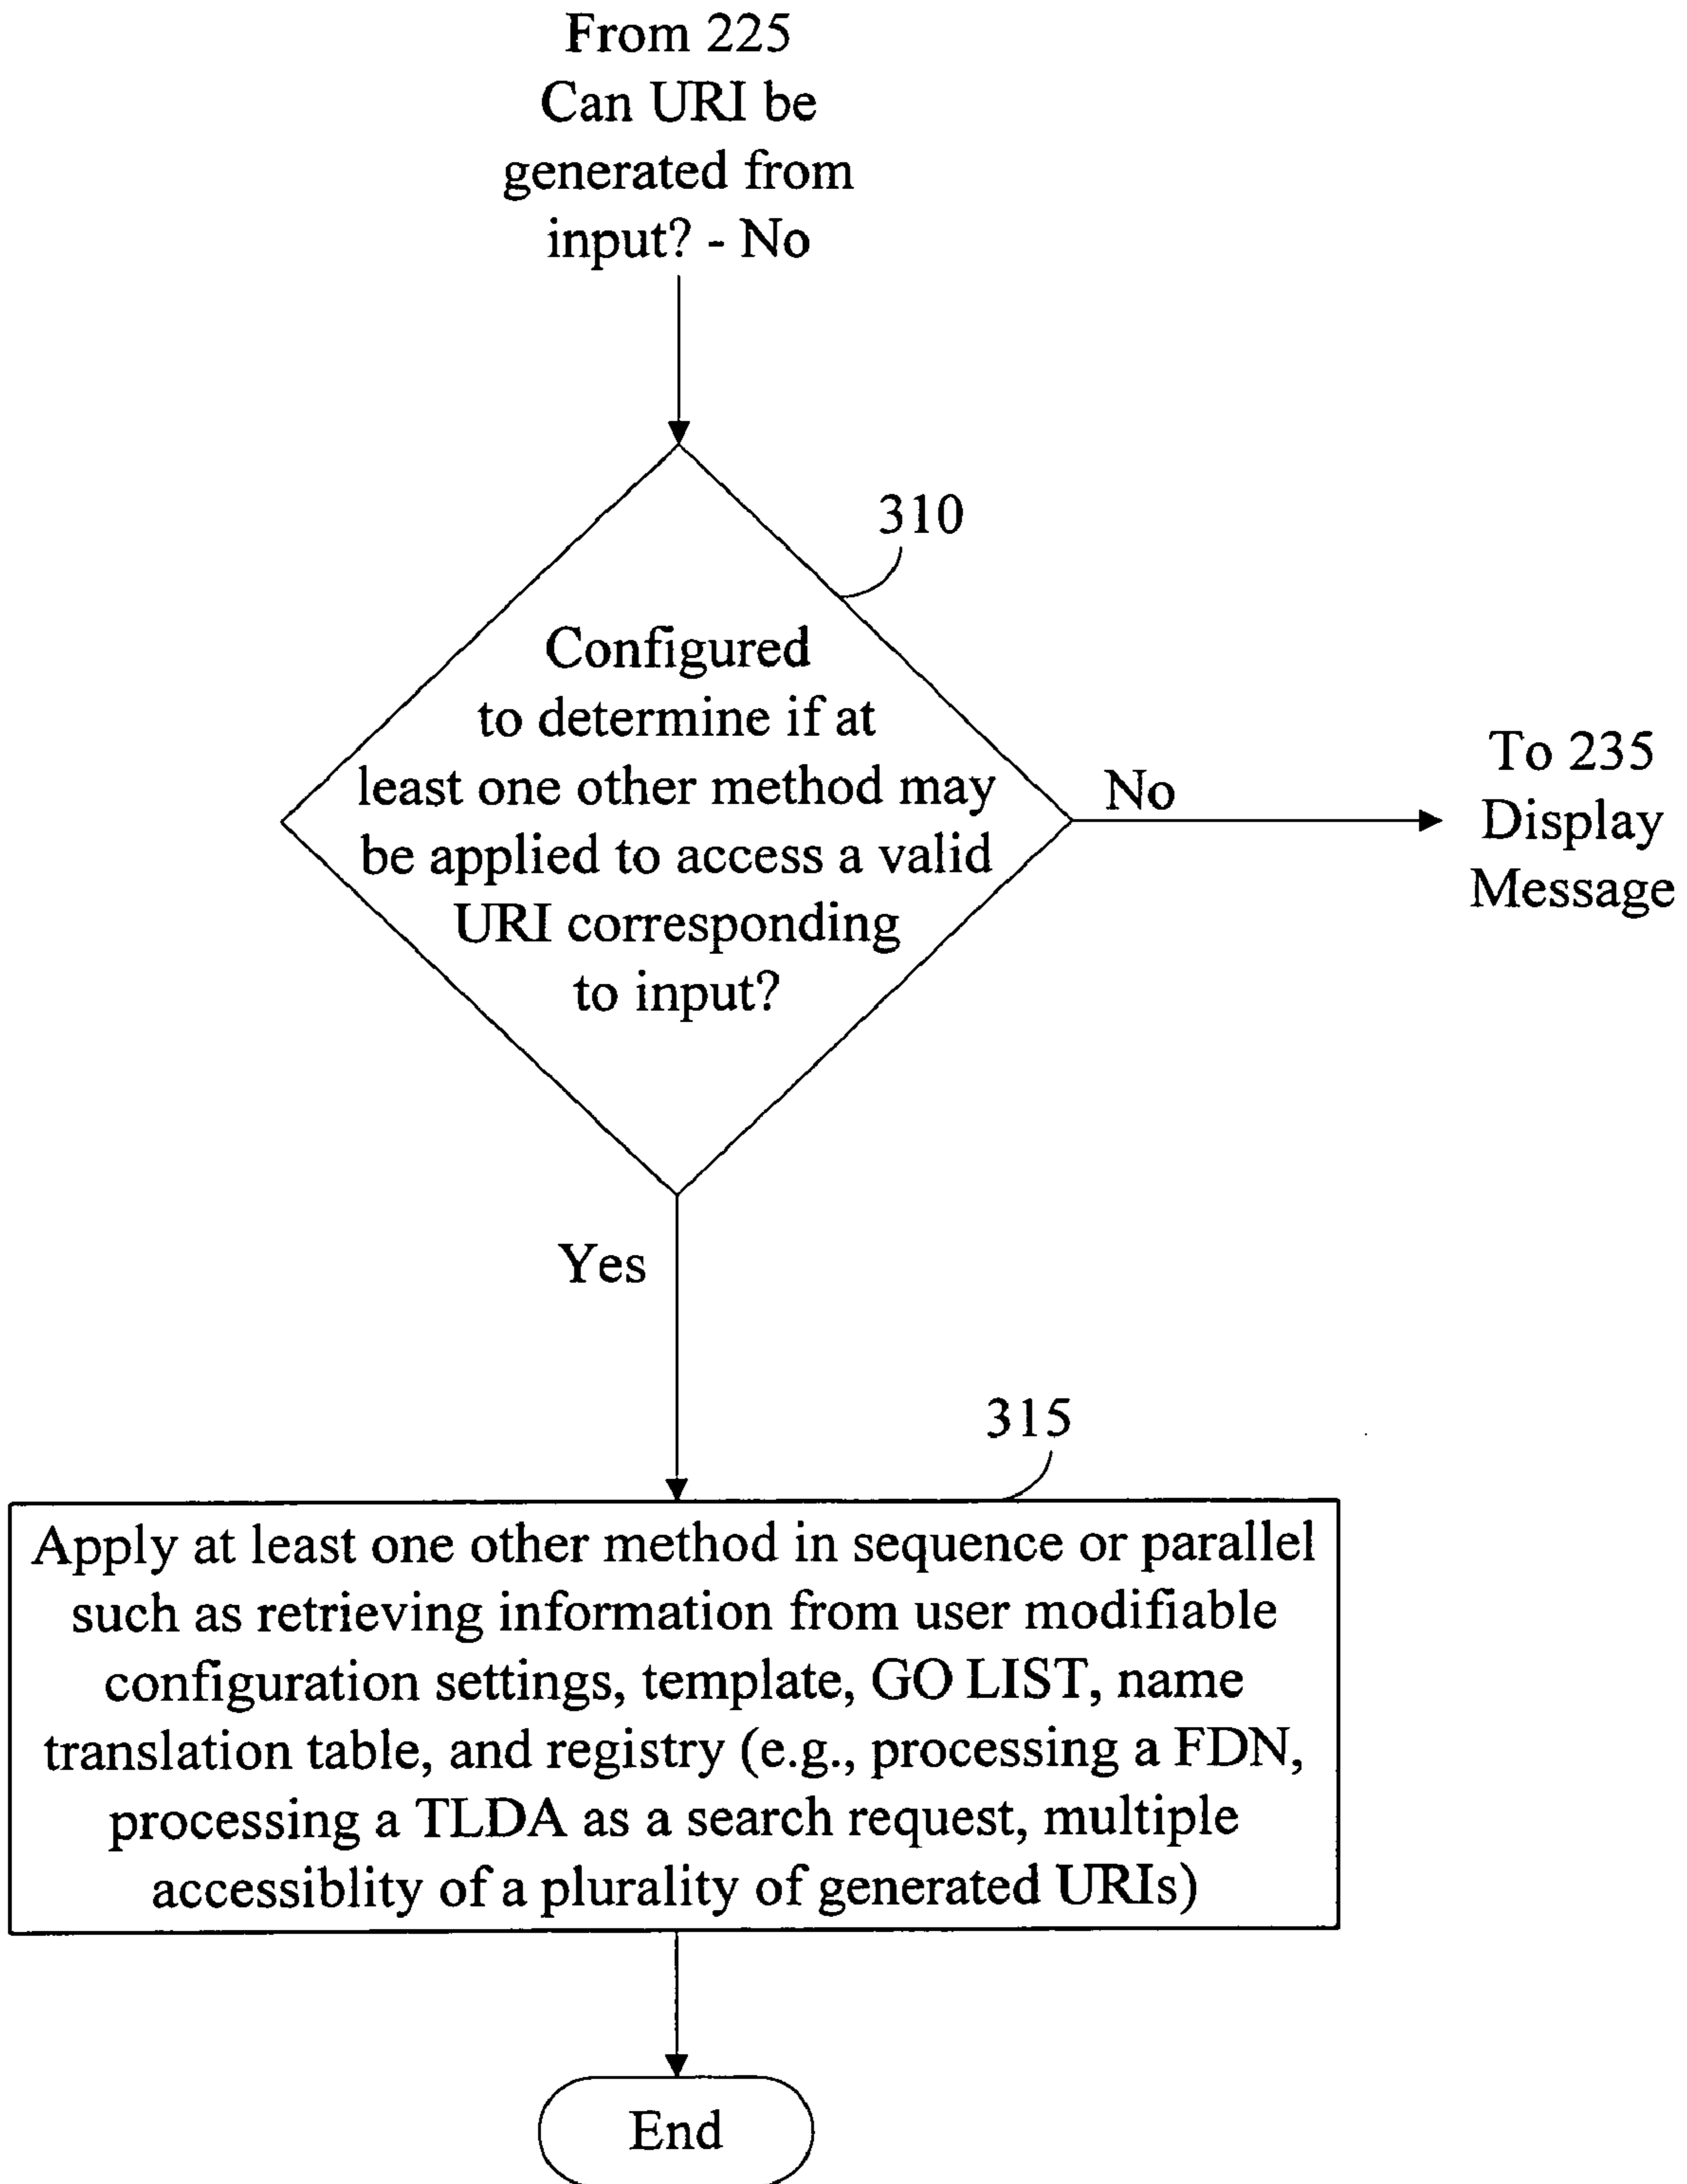 From 225
Can URI be
generated from
input? - No
310
Configured
to determine if at
least one other method may
be applied to access a valid
URI corresponding
to input?
No
To 235
Display
Message
Yes
315
Apply at least one other method in sequence or parallel
such as retrieving information from user modifiable
configuration settings, template, GO LIST, name
translation table, and registry (e.g., processing a FDN,
processing a TLDA as a search request, multiple
accessiblity of a plurality of generated URIs)
End